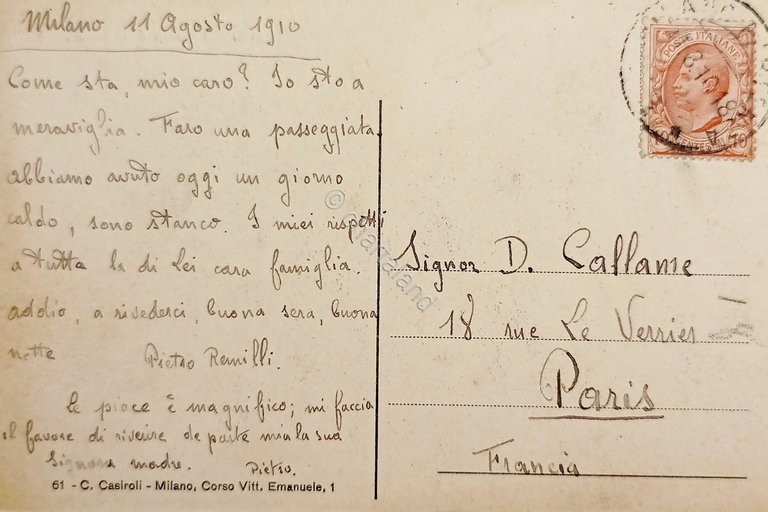 Milano 11 Agosto 1910
Come sta, mio caro? Io sto a
meraviglia. Faro una passeggiata.
abbiamo avuto oggi un giorno
caldo, sono stanco. I miei rispetti
a tutta la di Lei cara famiglia.
addio, a rivederci, buona sera, buona
notte Pietro Remilli.
Le piace è magnifico; mi faccia
il favore di riverire da parte mia la sua
Signora madre. Pietro.
61 - C. Casiroli - Milano, Corso Vitt. Emanuele, 1
POSTE ITALIANE
Signor D. Callame
18 rue Le Verrier
Paris
Francia
© Ciarlaland